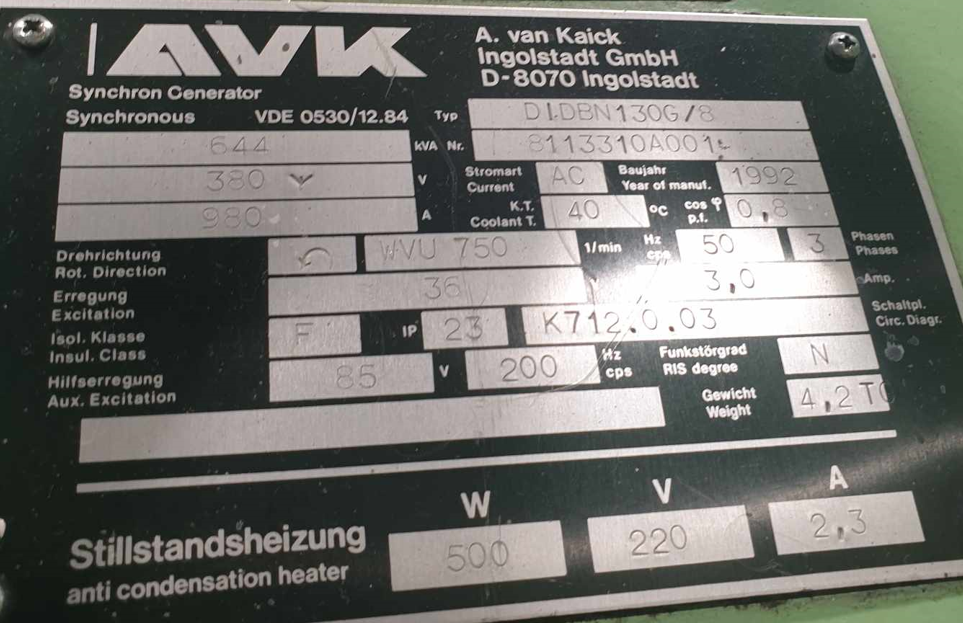 AVK
A. van Kaick
Ingolstadt GmbH
D-8070 Ingolstadt
Synchron Generator
Synchronous VDE 0530/12.84 Typ DIDBN130G/8
644 kVA Nr. 8113310A001
380 V Stromart Current AC Baujahr Year of manuf. 1992
980 A K.T. Coolant T. 40 °C cos φ p.f. 0,8
Drehrichtung Rot. Direction WVU 750 1/min Hz cps 50 3 Phasen Phases
Erregung Excitation 36 3,0 Amp.
Isol. Klasse Insul. Class F IP 23 K712.0.03 Schaltpl. Circ. Diagr.
Hilfserregung Aux. Excitation 85 V 200 Hz cps Funkstörgrad RIS degree N
Gewicht Weight 4,2 TO
W V A
Stillstandsheizung anti condensation heater 500 220 2,3